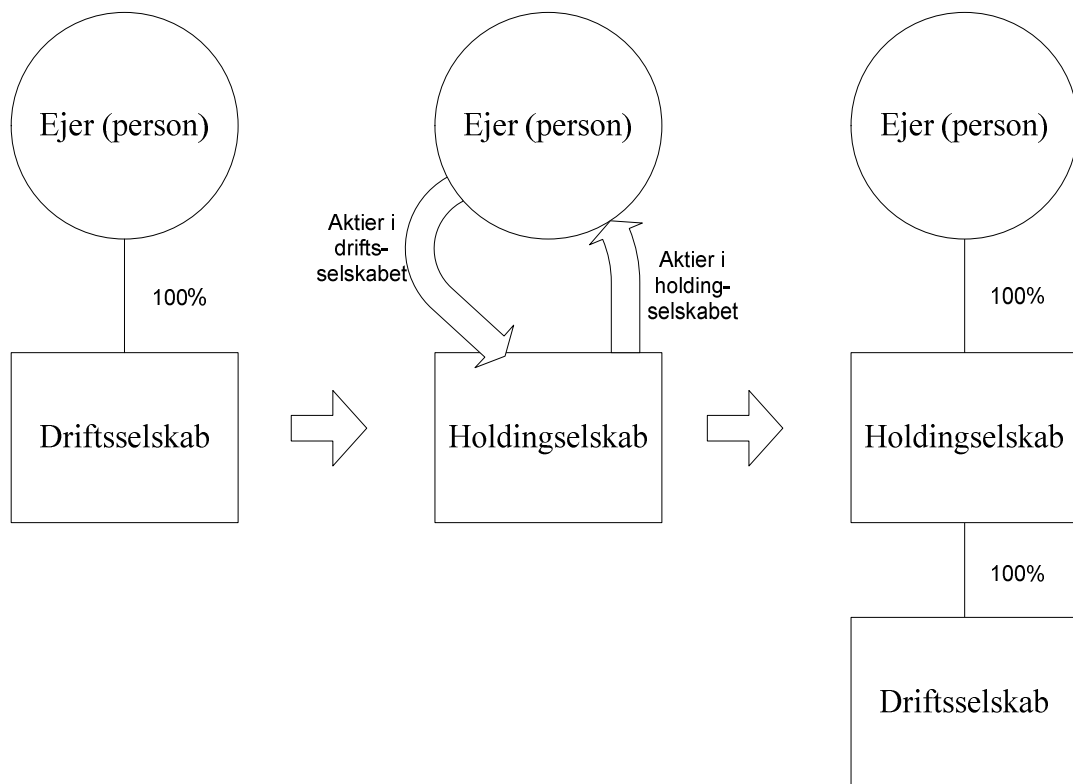 Ejer (person)
100%
Driftsselskab
Ejer (person)
Aktier i
drifts-
selskabet
Aktier i
holding-
selskabet
Holdingselskab
Ejer (person)
100%
Holdingselskab
100%
Driftsselskab